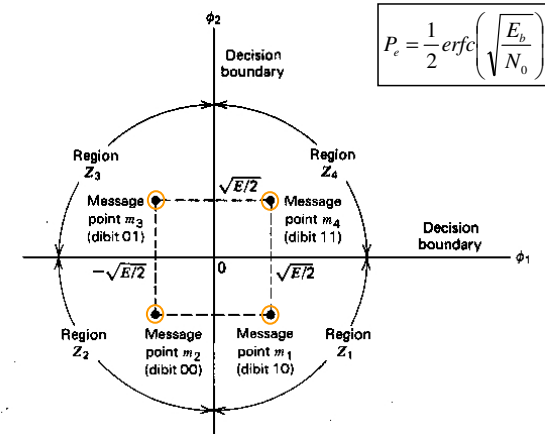 ϕ2
Decision
boundary
P_e = 1/2 erfc(√(E_b/N_0))
Region
Z3
Region
Z4
√E/2
Message
point m3
(dibit 01)
Message
point m4
(dibit 11)
Decision
boundary
−√E/2
0
√E/2
ϕ1
Region
Z2
Message
point m2
(dibit 00)
Message
point m1
(dibit 10)
Region
Z1